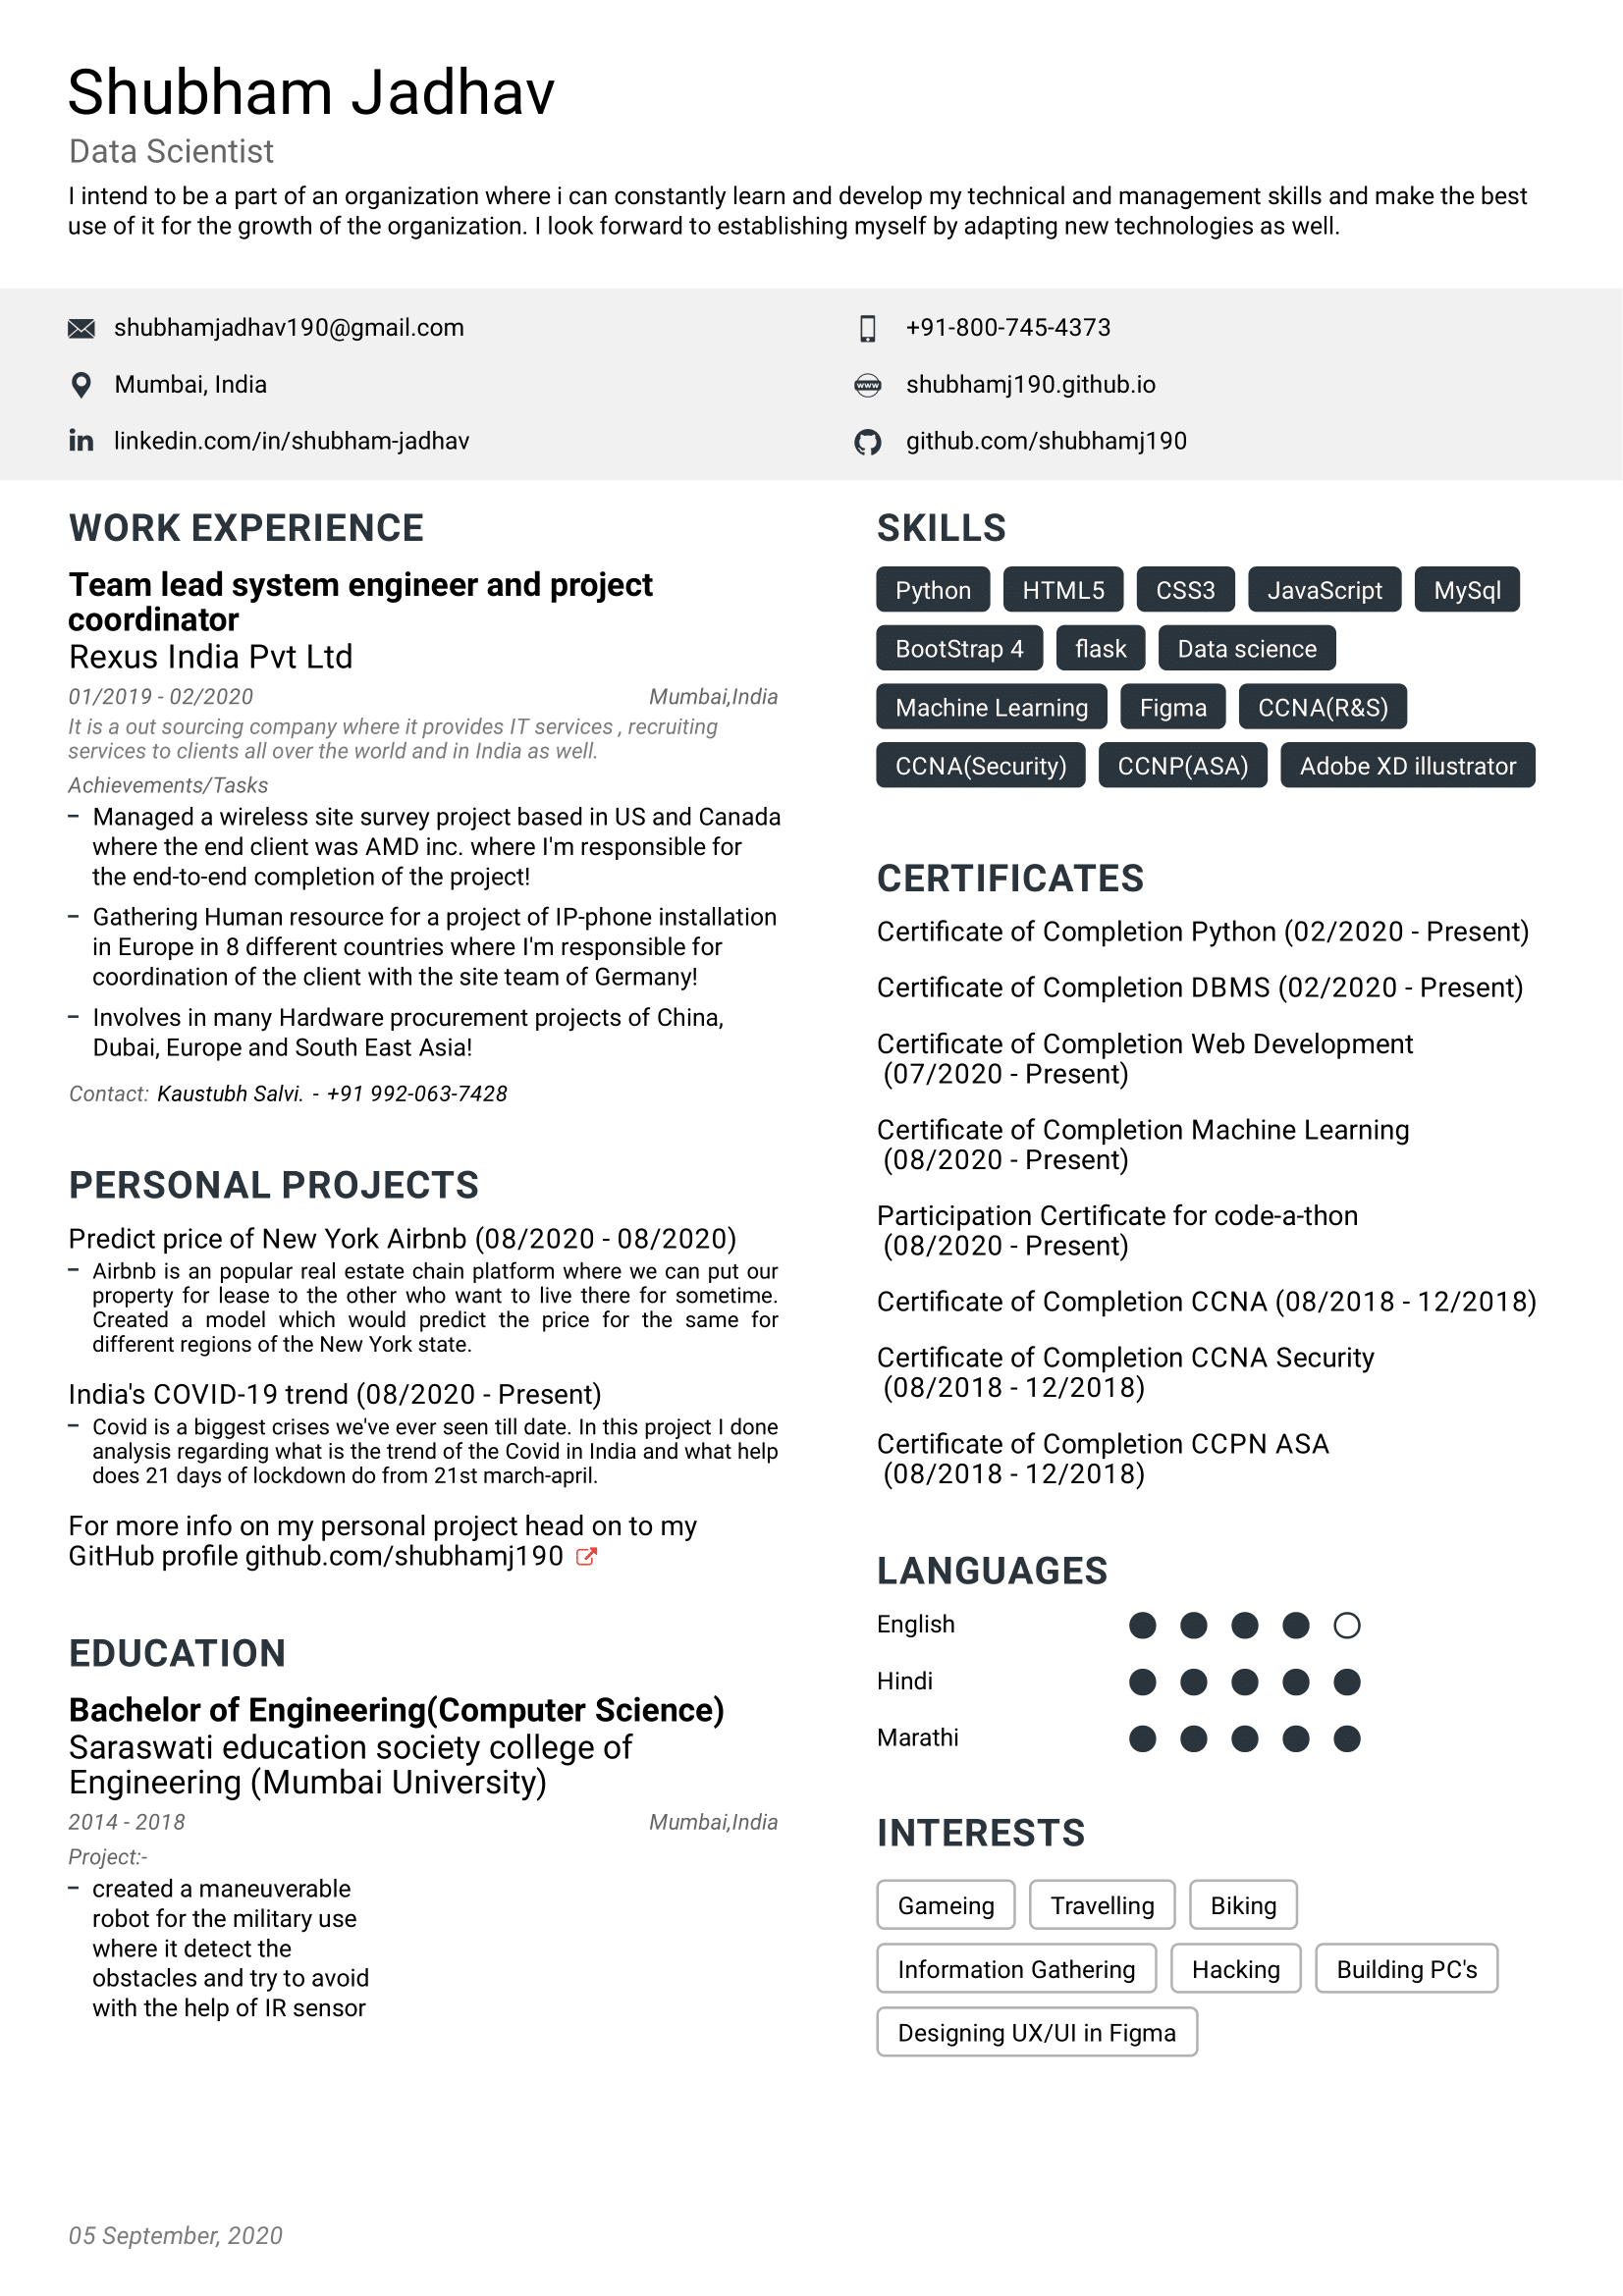 Shubham Jadhav
Data Scientist
I intend to be a part of an organization where i can constantly learn and develop my technical and management skills and make the best
use of it for the growth of the organization. I look forward to establishing myself by adapting new technologies as well.
shubhamjadhav190@gmail.com
+91-800-745-4373
Mumbai, India
shubhamj190.github.io
linkedin.com/in/shubham-jadhav
github.com/shubhamj190
WORK EXPERIENCE
Team lead system engineer and project
coordinator
Rexus India Pvt Ltd
01/2019 - 02/2020 Mumbai,India
It is a out sourcing company where it provides IT services , recruiting
services to clients all over the world and in India as well.
Achievements/Tasks
– Managed a wireless site survey project based in US and Canada
where the end client was AMD inc. where I'm responsible for
the end-to-end completion of the project!
– Gathering Human resource for a project of IP-phone installation
in Europe in 8 different countries where I'm responsible for
coordination of the client with the site team of Germany!
– Involves in many Hardware procurement projects of China,
Dubai, Europe and South East Asia!
Contact: Kaustubh Salvi. - +91 992-063-7428
PERSONAL PROJECTS
Predict price of New York Airbnb (08/2020 - 08/2020)
– Airbnb is an popular real estate chain platform where we can put our
property for lease to the other who want to live there for sometime.
Created a model which would predict the price for the same for
different regions of the New York state.
India's COVID-19 trend (08/2020 - Present)
– Covid is a biggest crises we've ever seen till date. In this project I done
analysis regarding what is the trend of the Covid in India and what help
does 21 days of lockdown do from 21st march-april.
For more info on my personal project head on to my
GitHub profile github.com/shubhamj190
EDUCATION
Bachelor of Engineering(Computer Science)
Saraswati education society college of
Engineering (Mumbai University)
2014 - 2018 Mumbai,India
Project:-
– created a maneuverable
robot for the military use
where it detect the
obstacles and try to avoid
with the help of IR sensor
SKILLS
Python HTML5 CSS3 JavaScript MySql
BootStrap 4 flask Data science
Machine Learning Figma CCNA(R&S)
CCNA(Security) CCNP(ASA) Adobe XD illustrator
CERTIFICATES
Certificate of Completion Python (02/2020 - Present)
Certificate of Completion DBMS (02/2020 - Present)
Certificate of Completion Web Development
(07/2020 - Present)
Certificate of Completion Machine Learning
(08/2020 - Present)
Participation Certificate for code-a-thon
(08/2020 - Present)
Certificate of Completion CCNA (08/2018 - 12/2018)
Certificate of Completion CCNA Security
(08/2018 - 12/2018)
Certificate of Completion CCPN ASA
(08/2018 - 12/2018)
LANGUAGES
English
Hindi
Marathi
INTERESTS
Gameing Travelling Biking
Information Gathering Hacking Building PC's
Designing UX/UI in Figma
05 September, 2020